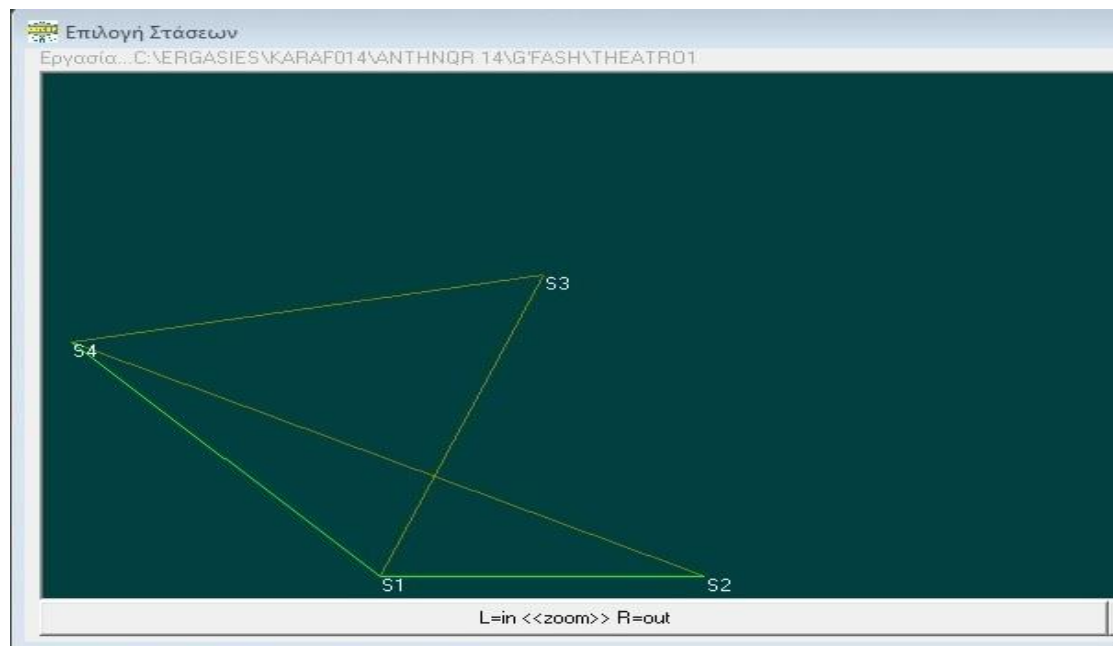 Επιλογή Στάσεων
Εργασία...C:\ERGASIES\KARAF014\ANTHNQR 14\G'FASH\THEATRO1
S3
S4
S1
S2
L=in <<zoom>> R=out